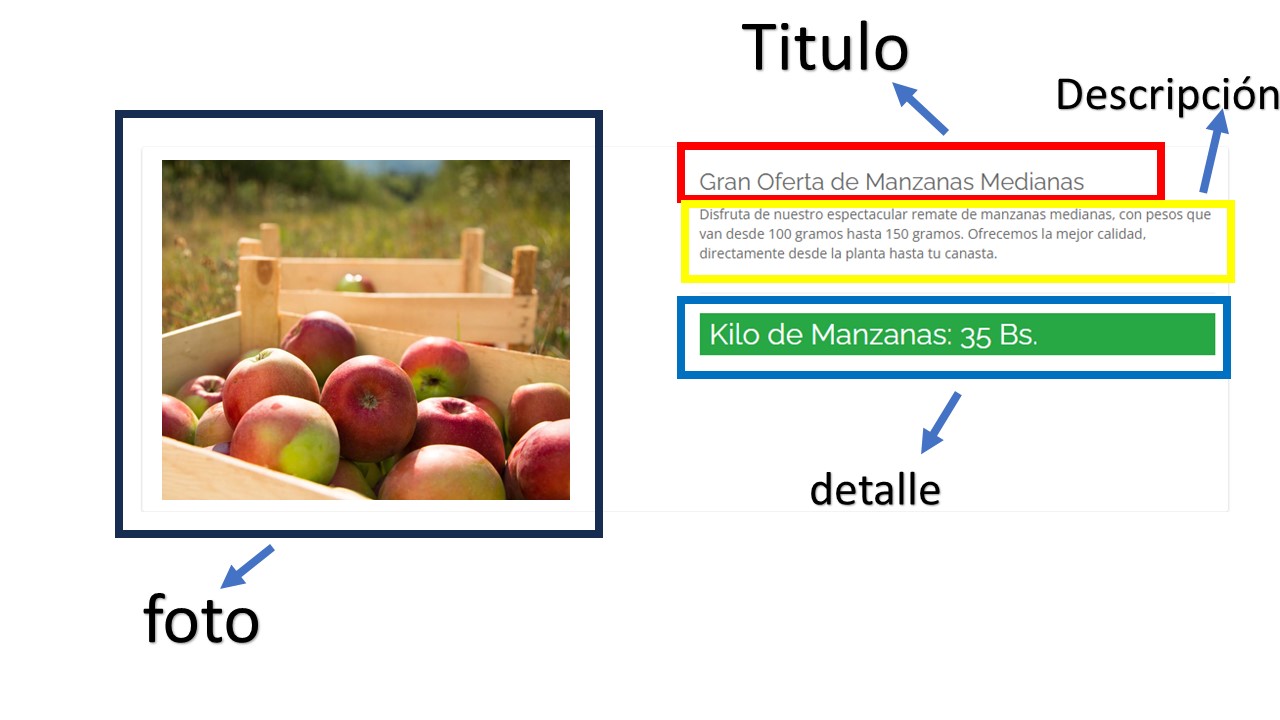 Titulo
Descripción
Gran Oferta de Manzanas Medianas
Disfruta de nuestro espectacular remate de manzanas medianas, con pesos que
van desde 100 gramos hasta 150 gramos. Ofrecemos la mejor calidad,
directamente desde la planta hasta tu canasta.
Kilo de Manzanas: 35 Bs.
detalle
foto